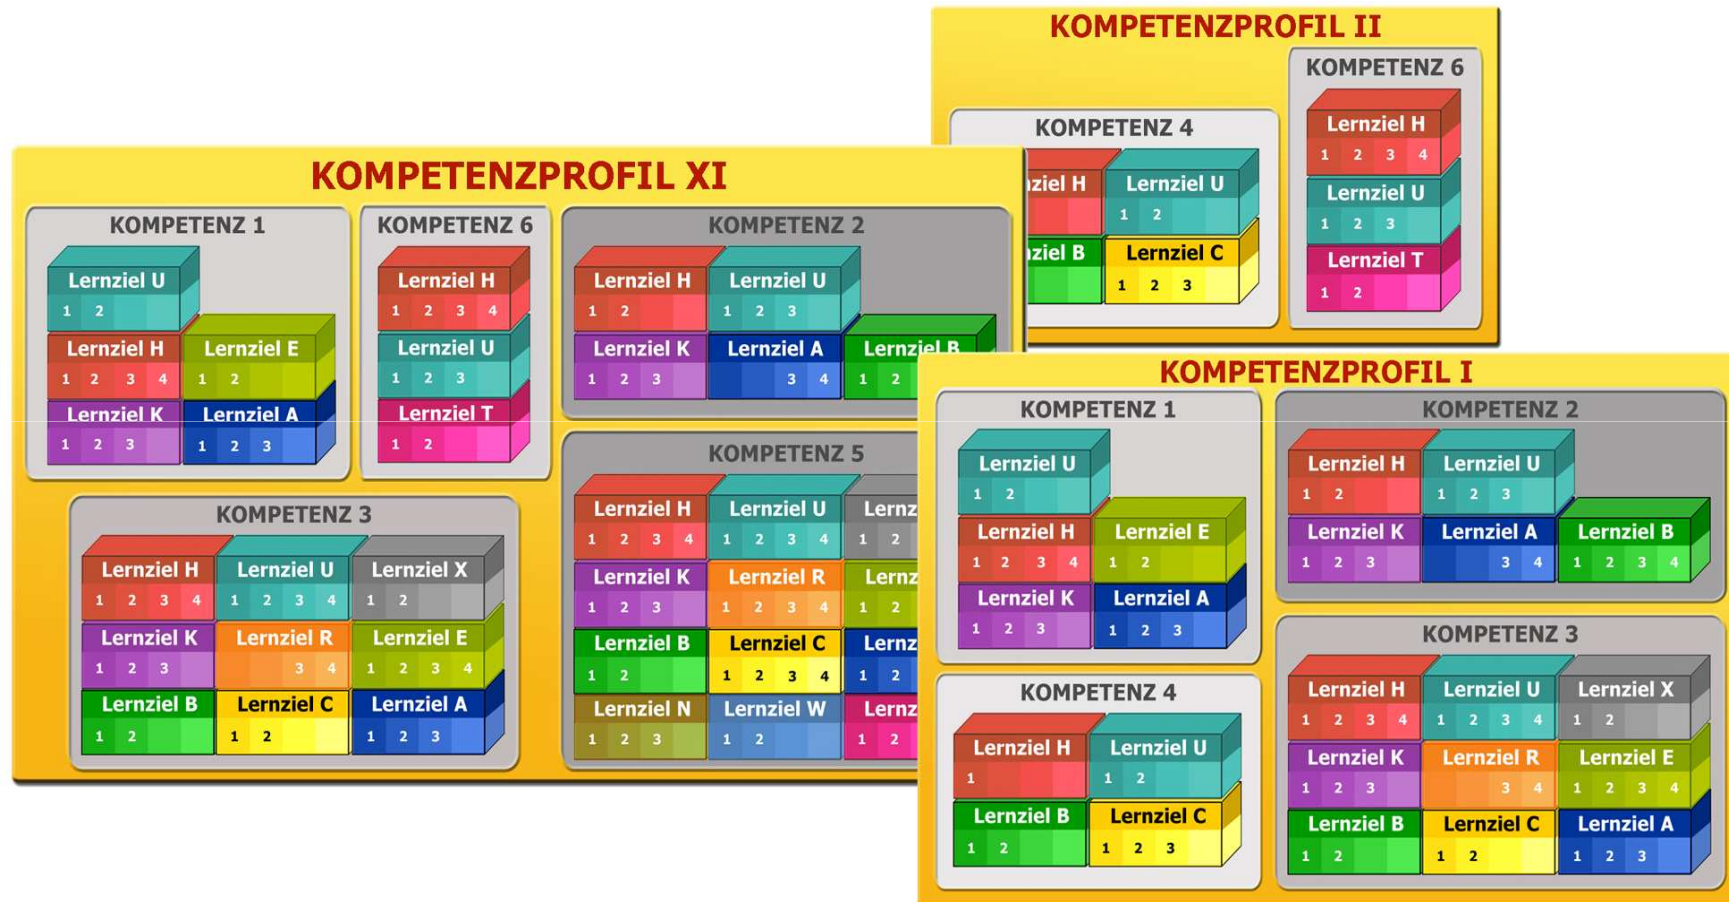 KOMPETENZPROFIL II
KOMPETENZ 4
Lernziel U
1 2
Lernziel C
1 2 3
KOMPETENZ 6
Lernziel H
1 2 3 4
Lernziel U
1 2 3
Lernziel T
1 2
KOMPETENZPROFIL XI
KOMPETENZ 1
Lernziel U
1 2
Lernziel H
1 2 3 4
Lernziel E
1 2
Lernziel K
1 2 3
Lernziel A
1 2 3
KOMPETENZ 6
Lernziel H
1 2 3 4
Lernziel U
1 2 3
Lernziel T
1 2
KOMPETENZ 2
Lernziel H
1 2
Lernziel U
1 2 3
Lernziel K
1 2 3
Lernziel A
3 4
Lernziel B
1 2
KOMPETENZ 3
Lernziel H
1 2 3 4
Lernziel U
1 2 3 4
Lernziel X
1 2
Lernziel K
1 2 3
Lernziel R
3 4
Lernziel E
1 2 3 4
Lernziel B
1 2
Lernziel C
1 2
Lernziel A
1 2 3
KOMPETENZ 5
Lernziel H
1 2 3 4
Lernziel U
1 2 3 4
1 2
Lernziel K
1 2 3
Lernziel R
1 2 3 4
1 2
Lernziel B
1 2
Lernziel C
1 2 3 4
1 2
Lernziel N
1 2 3
Lernziel W
1 2
1 2
KOMPETENZPROFIL I
KOMPETENZ 1
Lernziel U
1 2
Lernziel H
1 2 3 4
Lernziel E
1 2
Lernziel K
1 2 3
Lernziel A
1 2 3
KOMPETENZ 2
Lernziel H
1 2
Lernziel U
1 2 3
Lernziel K
1 2 3
Lernziel A
3 4
Lernziel B
1 2 3 4
KOMPETENZ 4
Lernziel H
1
Lernziel U
1 2
Lernziel B
1 2
Lernziel C
1 2 3
KOMPETENZ 3
Lernziel H
1 2 3 4
Lernziel U
1 2 3 4
Lernziel X
1 2
Lernziel K
1 2 3
Lernziel R
3 4
Lernziel E
1 2 3 4
Lernziel B
1 2
Lernziel C
1 2
Lernziel A
1 2 3